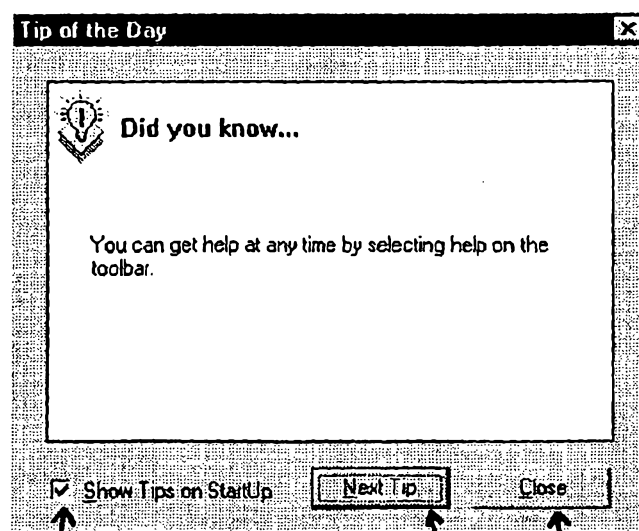 Tip of the Day
Did you know...
You can get help at any time by selecting help on the
toolbar.
Show Tips on StartUp
Next Tip
Close